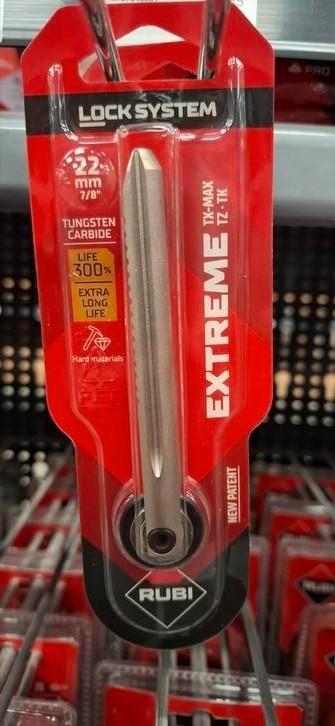 LOCK SYSTEM
22
mm
7/8"
TUNGSTEN
CARBIDE
LIFE
300%
EXTRA
LONG
LIFE
Hard materials
EXTREME
TX-MAX
TZ · TK
NEW PATENT
RUBI
PRO